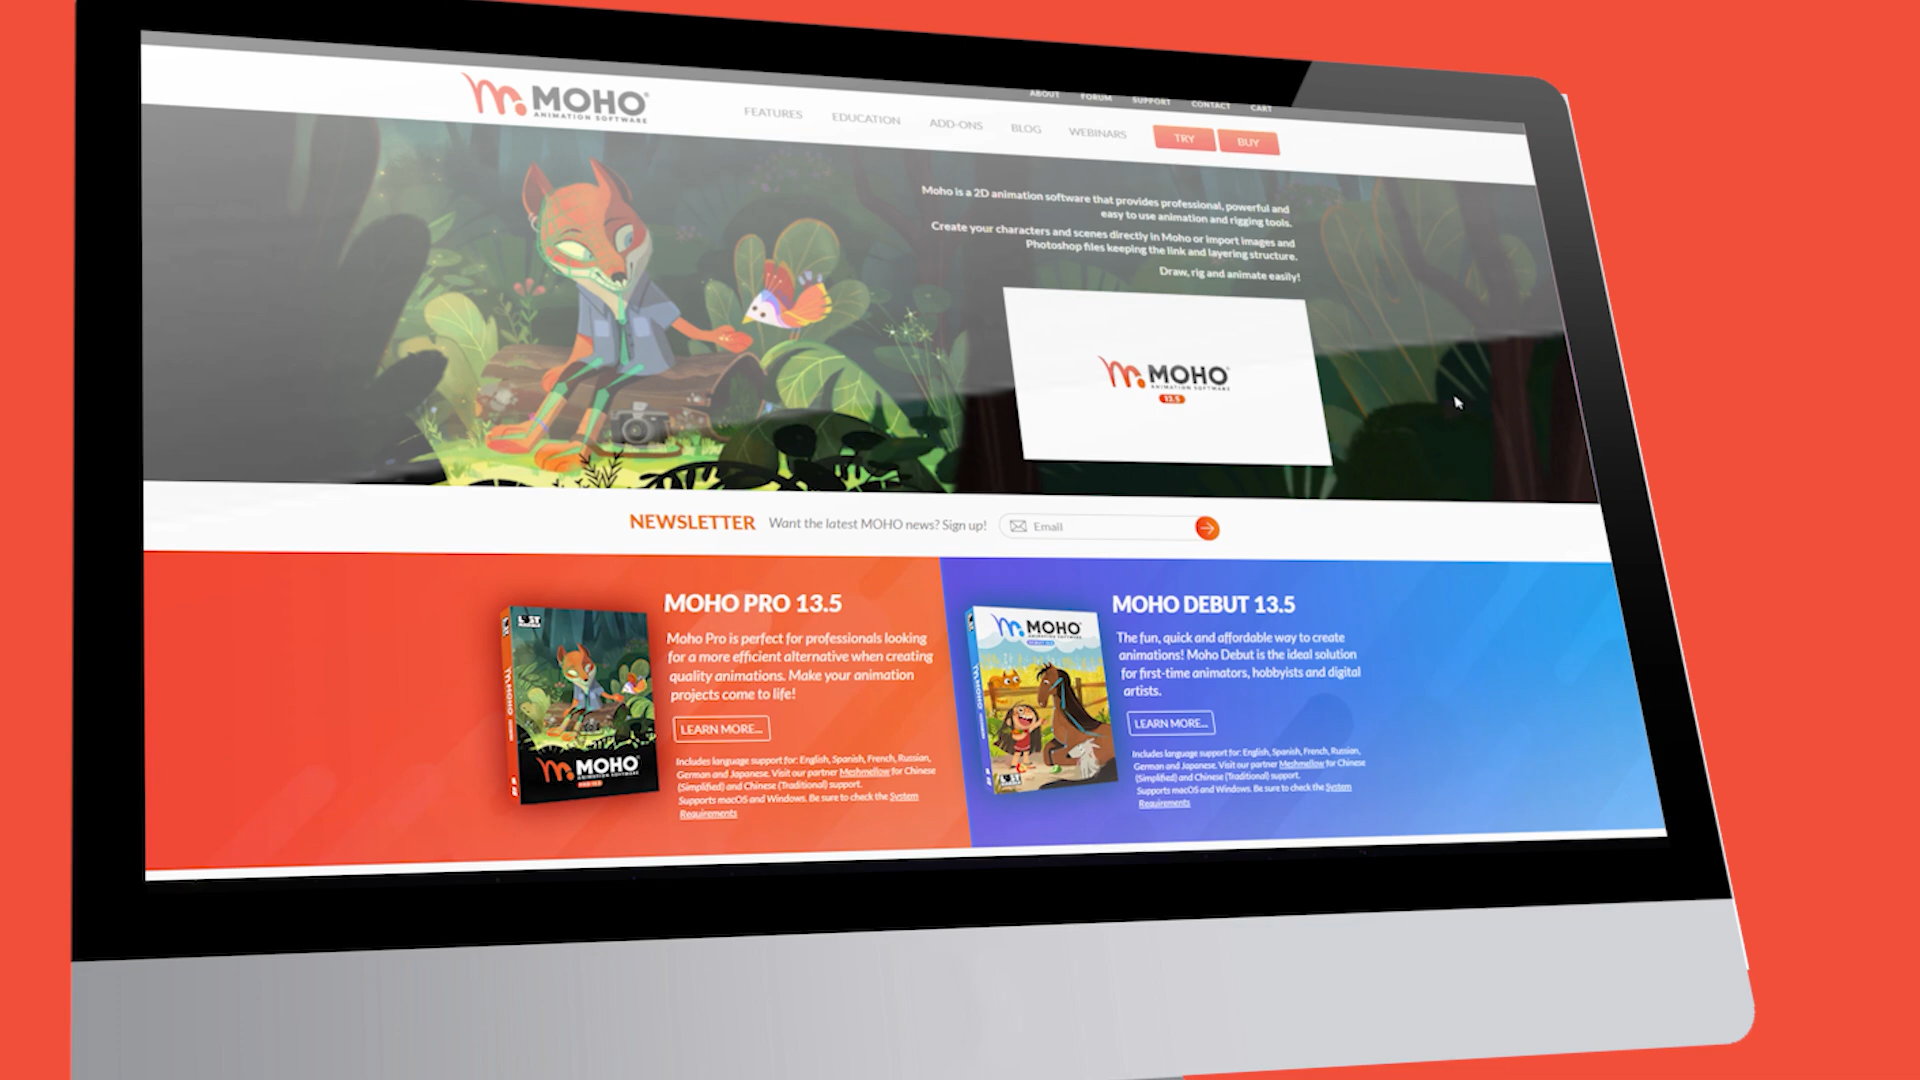 MOHO
ANIMATION SOFTWARE
ABOUT FORUM SUPPORT CONTACT CART
FEATURES EDUCATION ADD-ONS BLOG WEBINARS TRY BUY
Moho is a 2D animation software that provides professional, powerful and
easy to use animation and rigging tools.
Create your characters and scenes directly in Moho or import images and
Photoshop files keeping the link and layering structure.
Draw, rig and animate easily!
MOHO
ANIMATION SOFTWARE
13.5
NEWSLETTER Want the latest MOHO news? Sign up! Email
MOHO PRO 13.5
Moho Pro is perfect for professionals looking
for a more efficient alternative when creating
quality animations. Make your animation
projects come to life!
LEARN MORE...
Includes language support for: English, Spanish, French, Russian,
German and Japanese. Visit our partner Meshmellow for Chinese
(Simplified) and Chinese (Traditional) support.
Supports macOS and Windows. Be sure to check the System
Requirements
MOHO
ANIMATION SOFTWARE
MOHO
MOHO DEBUT 13.5
The fun, quick and affordable way to create
animations! Moho Debut is the ideal solution
for first-time animators, hobbyists and digital
artists.
LEARN MORE...
Includes language support for: English, Spanish, French, Russian,
German and Japanese. Visit our partner Meshmellow for Chinese
(Simplified) and Chinese (Traditional) support.
Supports macOS and Windows. Be sure to check the System
Requirements
MOHO
ANIMATION SOFTWARE
MOHO